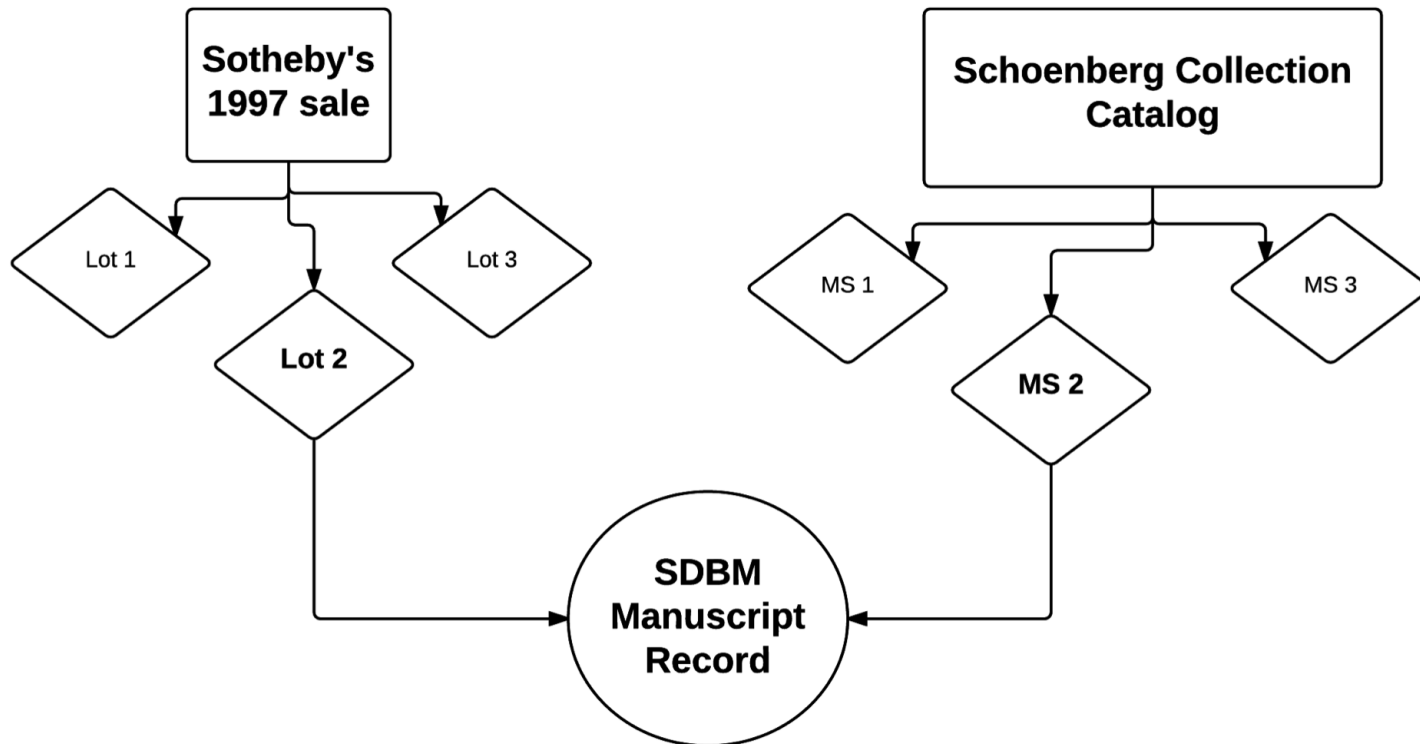 Sotheby's
1997 sale
Schoenberg Collection
Catalog
Lot 1
Lot 3
Lot 2
MS 1
MS 3
MS 2
SDBM
Manuscript
Record